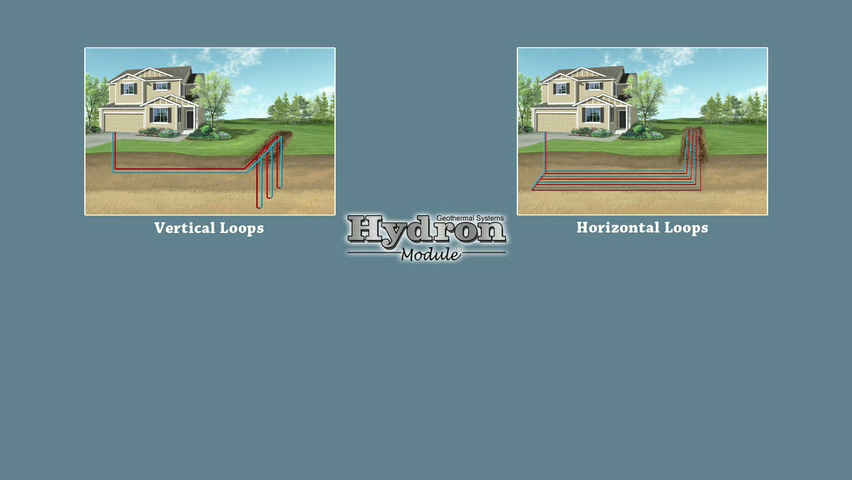 Vertical Loops
Horizontal Loops
Geothermal Systems
Hydron
Module®